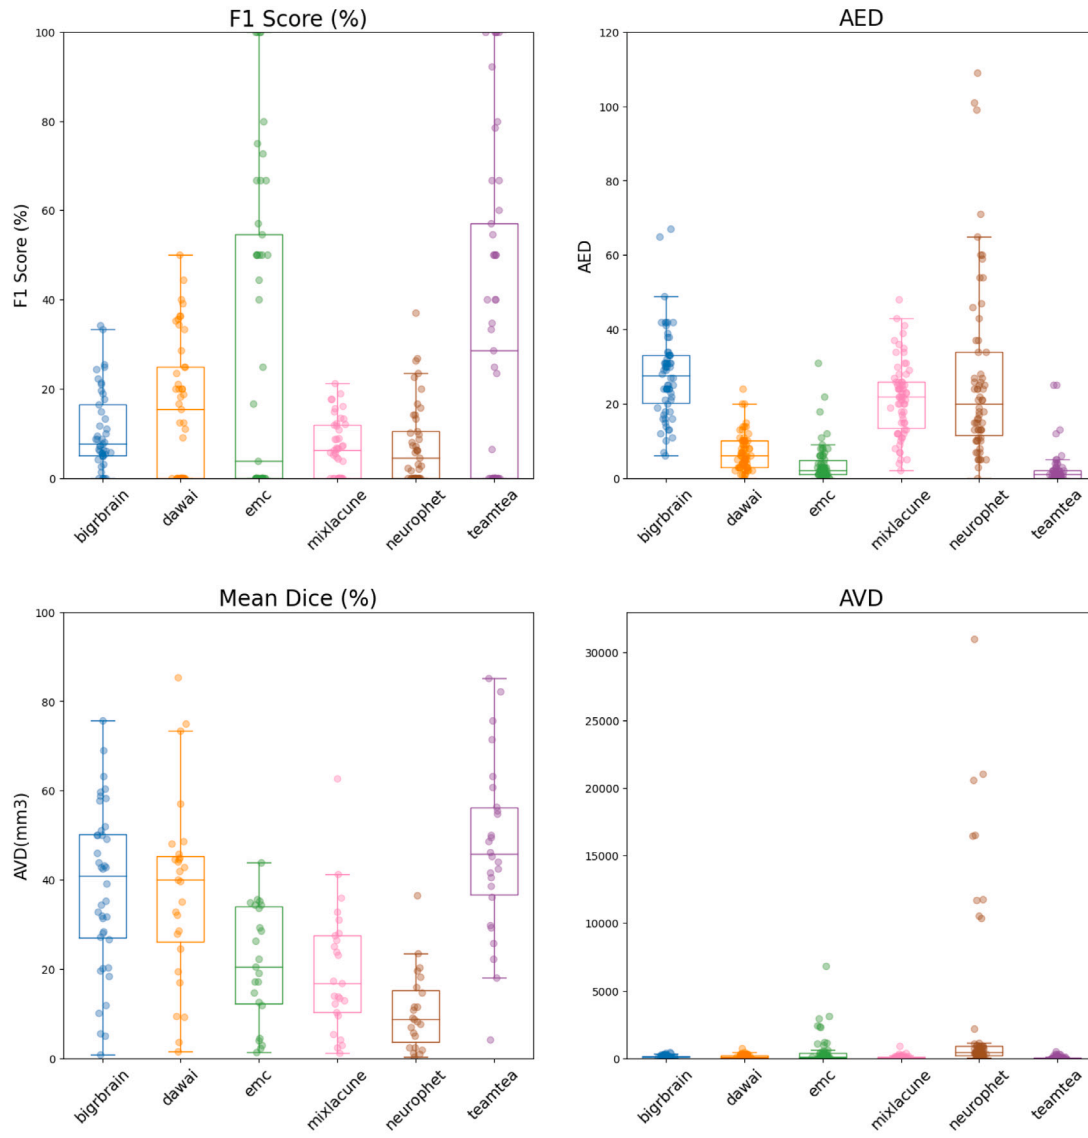 F1 Score (%)
100
80
60
40
20
0
F1 Score (%)
bigrbrain
dawai
emc
mixlacune
neurophet
teamtea
AED
120
100
80
60
40
20
0
AED
bigrbrain
dawai
emc
mixlacune
neurophet
teamtea
Mean Dice (%)
100
80
60
40
20
0
AVD(mm3)
bigrbrain
dawai
emc
mixlacune
neurophet
teamtea
AVD
30000
25000
20000
15000
10000
5000
0
bigrbrain
dawai
emc
mixlacune
neurophet
teamtea